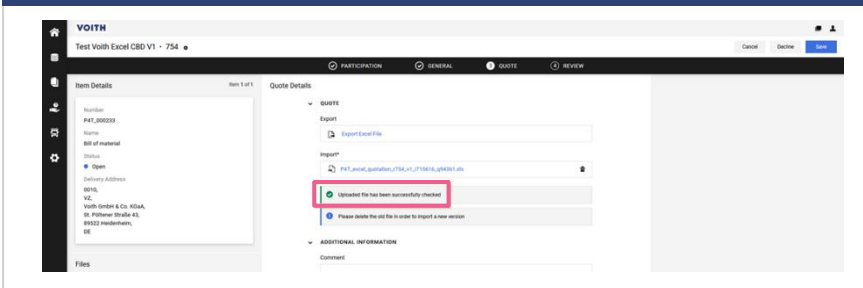 VOITH
Test Voith Excel CBD V1 • 754
Cancel Decline Save
PARTICIPATION GENERAL 3 QUOTE 4 REVIEW
Item Details Item 1 of 1
Number
P4T_000233
Name
Bill of material
Status
Open
Delivery Address
0010,
VZ,
Voith GmbH & Co. KGaA,
St. Pöltener Straße 43,
89522 Heidenheim,
DE
Files
Quote Details
QUOTE
Export
Export Excel File
Import*
Uploaded file has been successfully checked
Please delete the old file in order to import a new version
ADDITIONAL INFORMATION
Comment